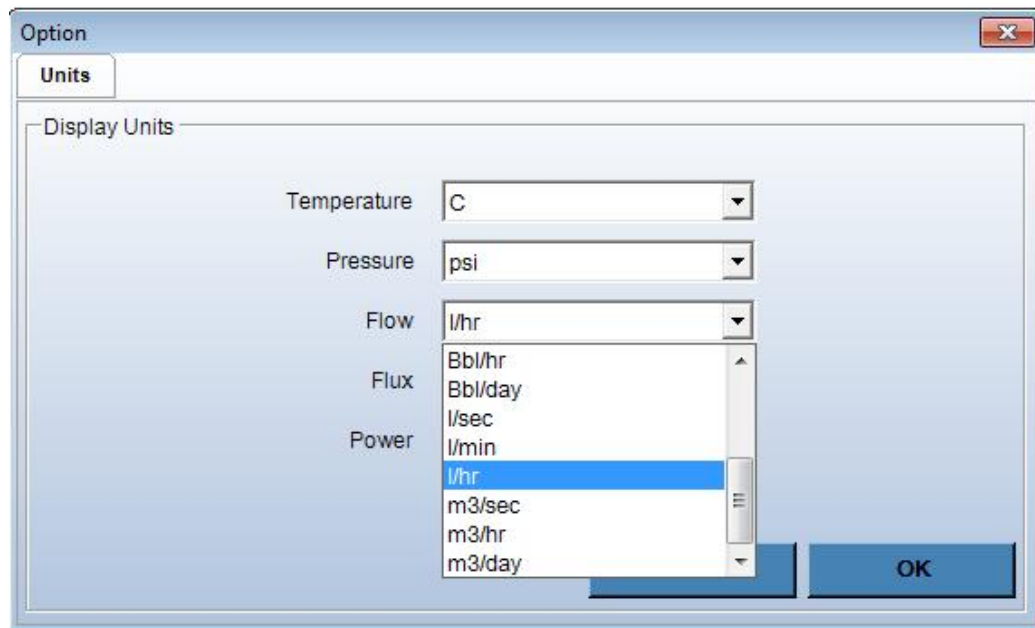 Option
Units
Display Units
Temperature C
Pressure psi
Flow l/hr
Bbl/hr
Flux
Bbl/day
l/sec
Power
l/min
l/hr
m3/sec
m3/hr
m3/day
OK